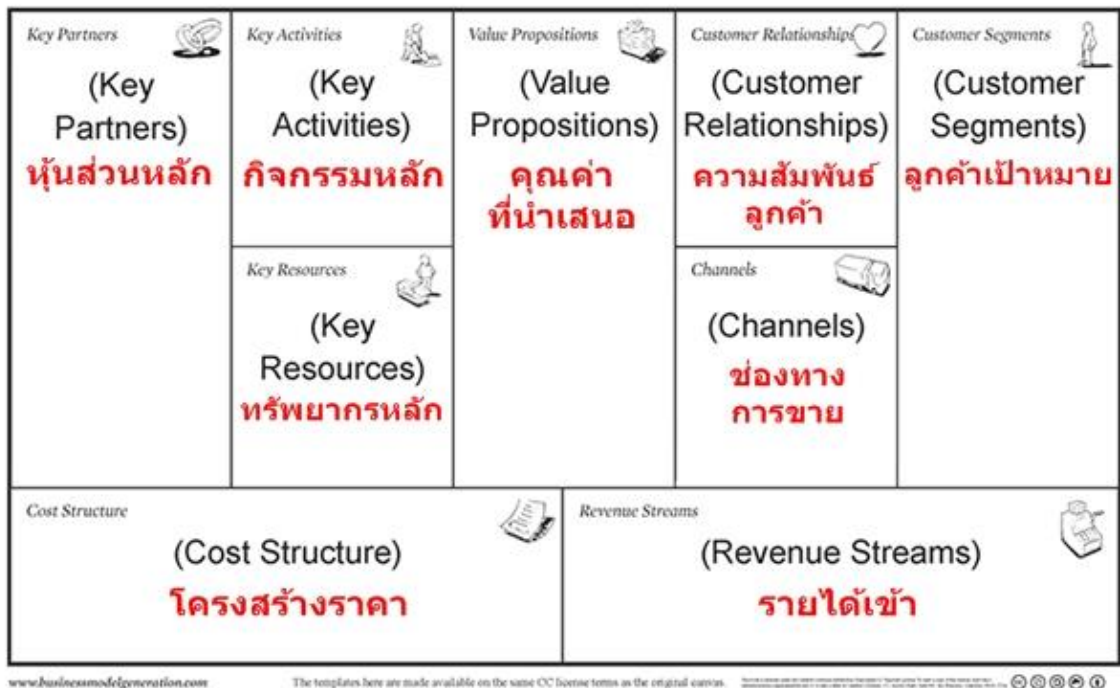 Key Partners
(Key
Partners)
หุ้นส่วนหลัก
Key Activities
(Key
Activities)
กิจกรรมหลัก
Key Resources
(Key
Resources)
ทรัพยากรหลัก
Value Propositions
(Value
Propositions)
คุณค่า
ที่นำเสนอ
Customer Relationships
(Customer
Relationships)
ความสัมพันธ์
ลูกค้า
Channels
(Channels)
ช่องทาง
การขาย
Customer Segments
(Customer
Segments)
ลูกค้าเป้าหมาย
Cost Structure
(Cost Structure)
โครงสร้างราคา
Revenue Streams
(Revenue Streams)
รายได้เข้า
www.businessmodelgeneration.com
The templates here are made available on the same CC license terms as the original canvas.